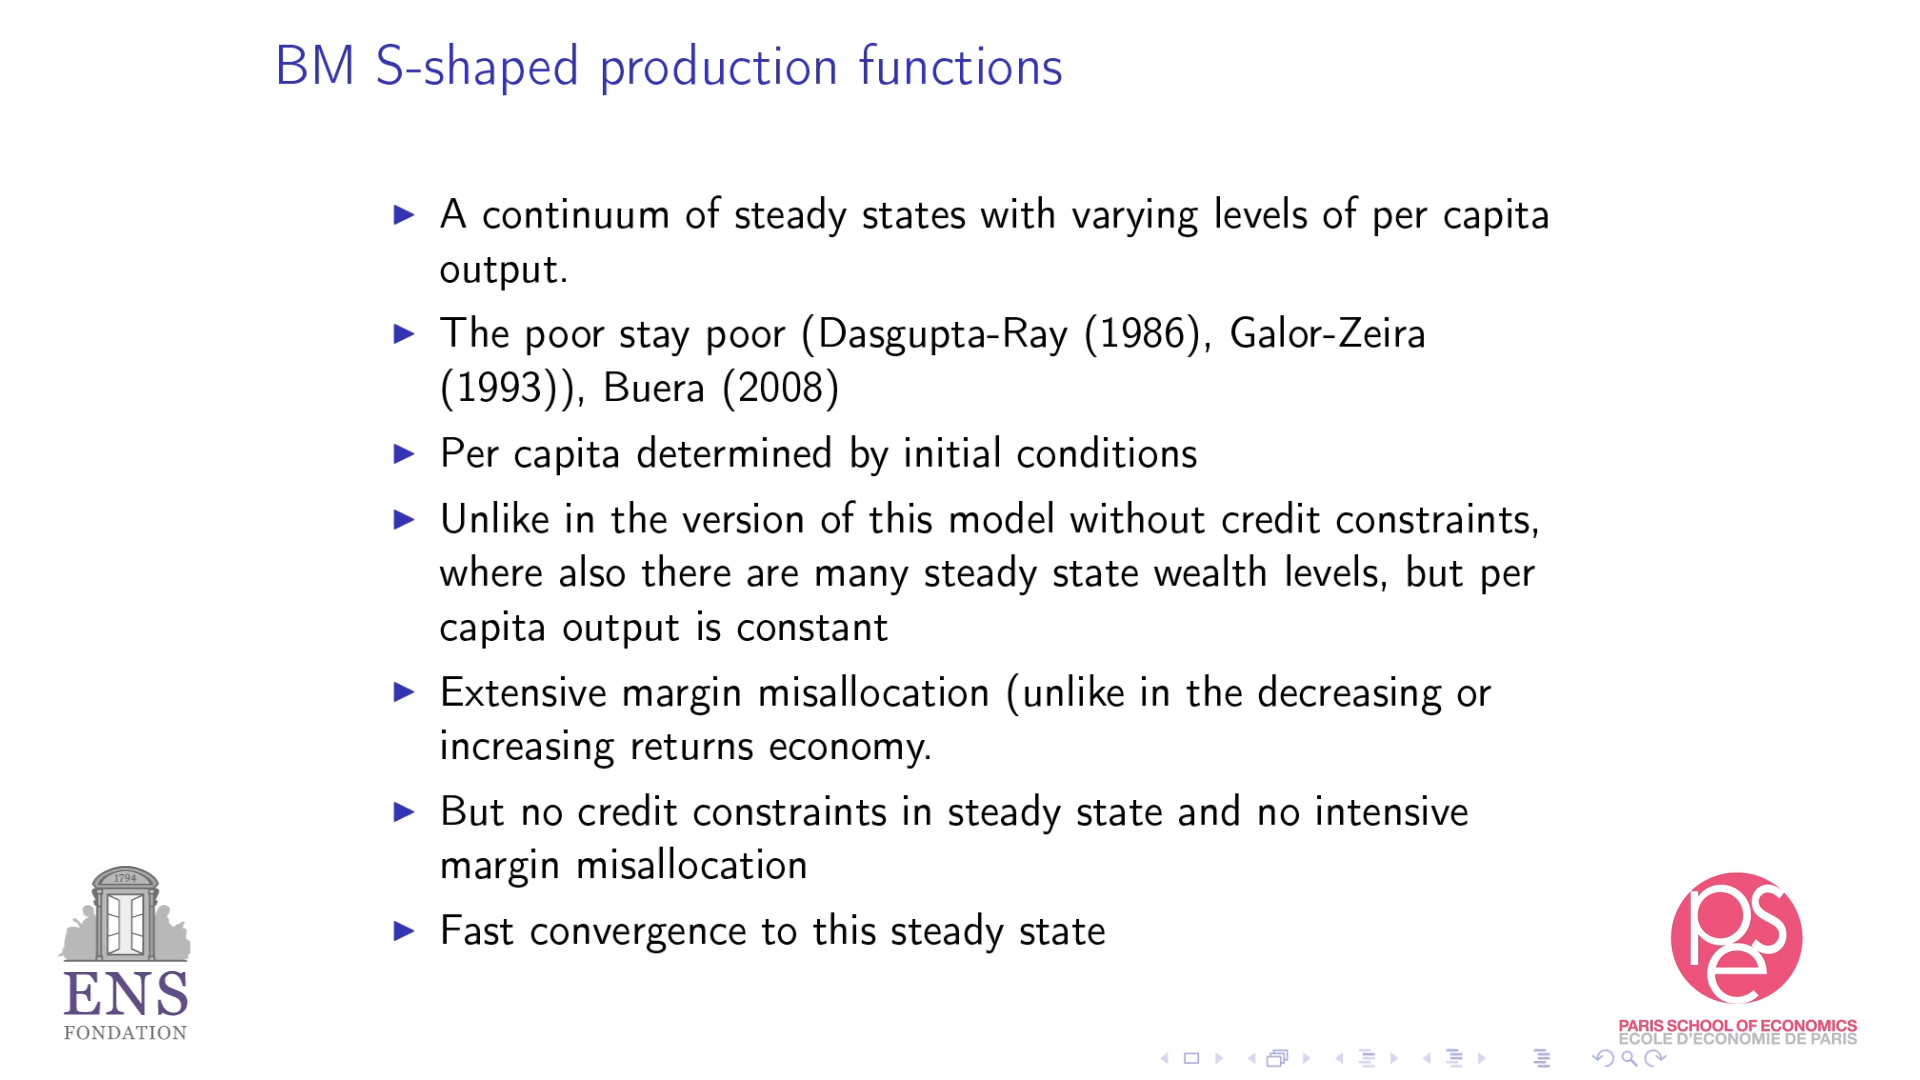 BM S-shaped production functions
A continuum of steady states with varying levels of per capita
output.
The poor stay poor (Dasgupta-Ray (1986), Galor-Zeira
(1993)), Buera (2008)
Per capita determined by initial conditions
Unlike in the version of this model without credit constraints,
where also there are many steady state wealth levels, but per
capita output is constant
Extensive margin misallocation (unlike in the decreasing or
increasing returns economy.
But no credit constraints in steady state and no intensive
margin misallocation
Fast convergence to this steady state
1794
ENS
FONDATION
pse
PARIS SCHOOL OF ECONOMICS
ECOLE D'ECONOMIE DE PARIS